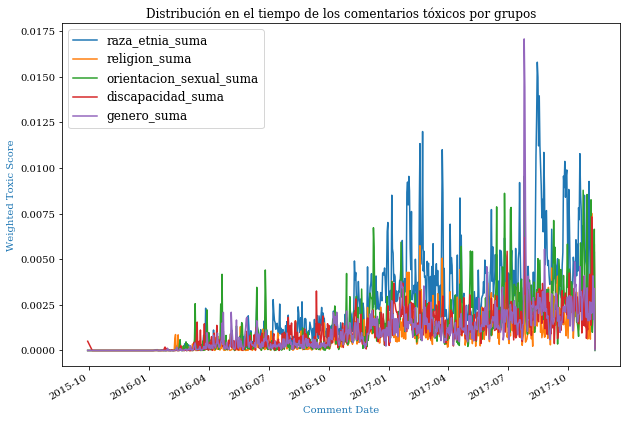 Distribución en el tiempo de los comentarios tóxicos por grupos
raza_etnia_suma
religion_suma
orientacion_sexual_suma
discapacidad_suma
genero_suma
Weighted Toxic Score
0.0175
0.0150
0.0125
0.0100
0.0075
0.0050
0.0025
0.0000
2015-10
2016-01
2016-04
2016-07
2016-10
2017-01
2017-04
2017-07
2017-10
Comment Date